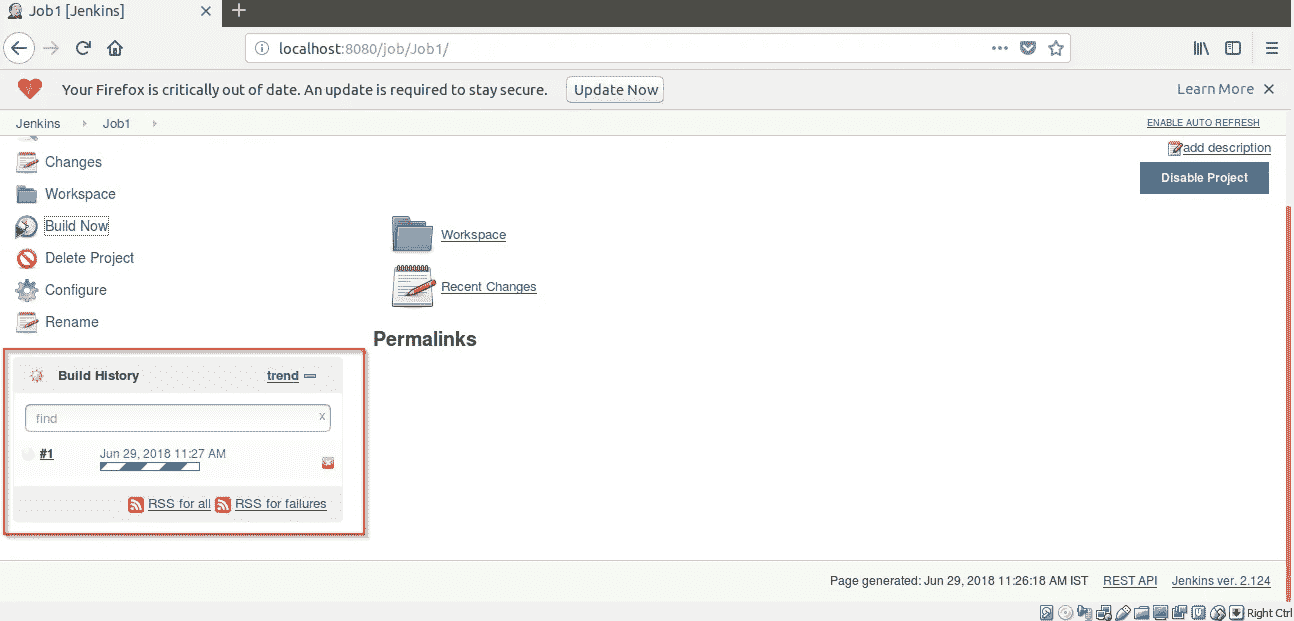 Job1 [Jenkins]
localhost:8080/job/Job1/
Your Firefox is critically out of date. An update is required to stay secure. Update Now Learn More
Jenkins Job1 ENABLE AUTO REFRESH
add description
Disable Project
Changes
Workspace
Build Now
Delete Project
Configure
Rename
Workspace
Recent Changes
Permalinks
Build History trend
find x
#1 Jun 29, 2018 11:27 AM
RSS for all RSS for failures
Page generated: Jun 29, 2018 11:26:18 AM IST REST API Jenkins ver. 2.124
Right Ctrl